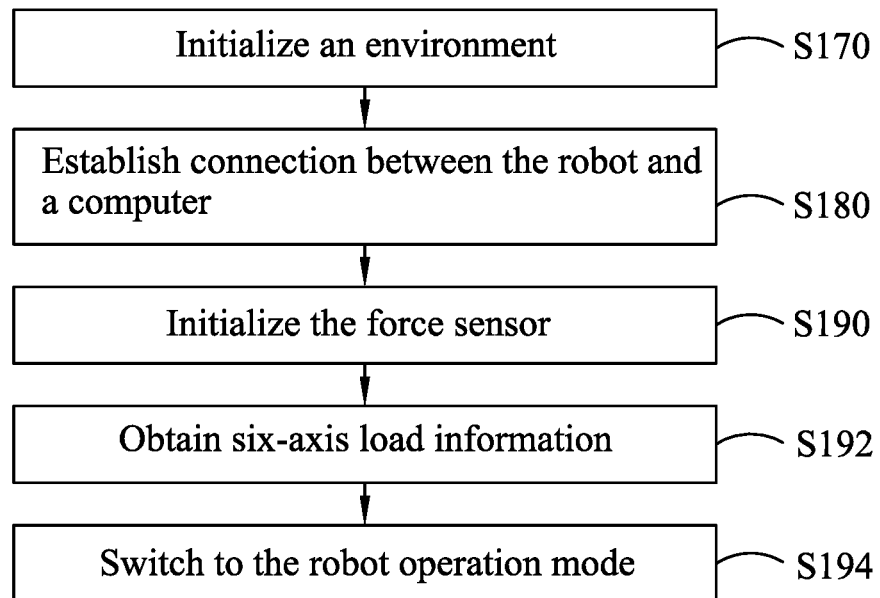 Initialize an environment
S170
Establish connection between the robot and
a computer
S180
Initialize the force sensor
S190
Obtain six-axis load information
S192
Switch to the robot operation mode
S194